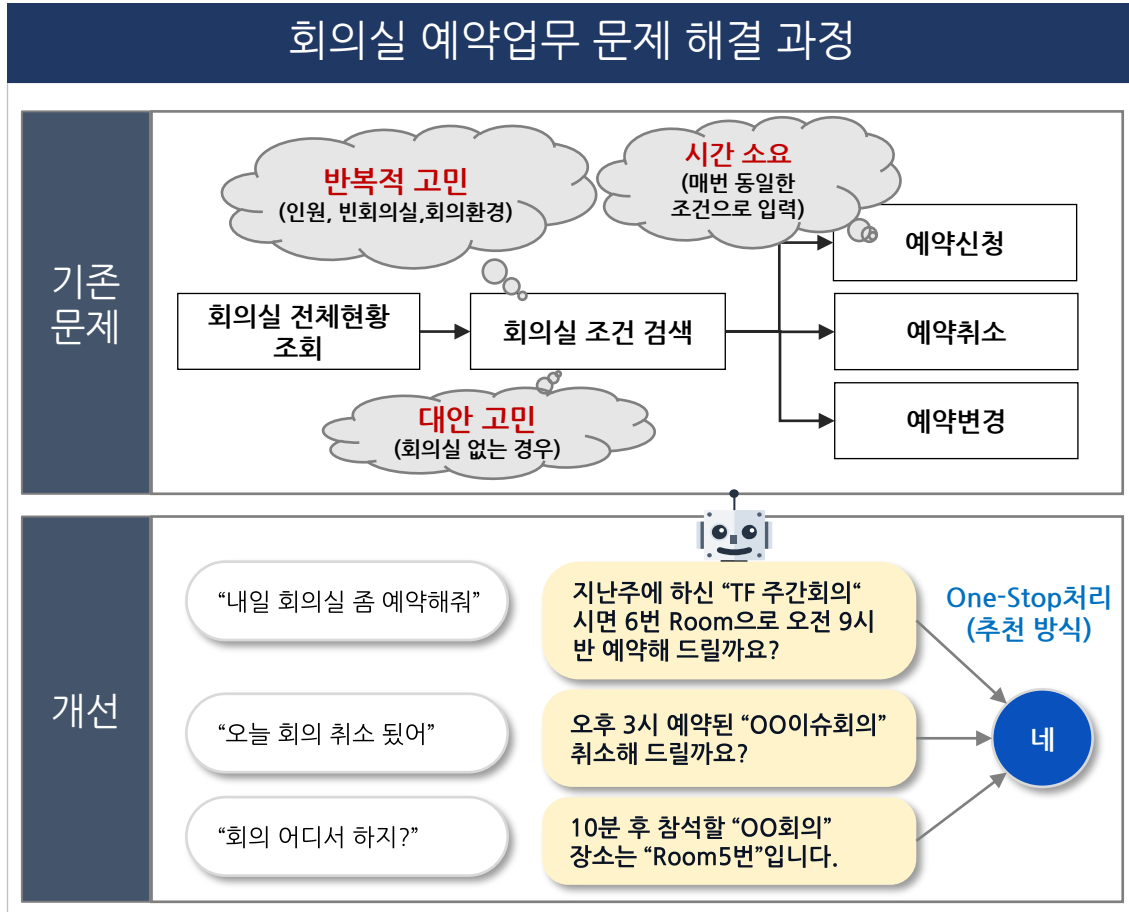 회의실 예약업무 문제 해결 과정
기존
문제
반복적 고민
(인원, 빈회의실,회의환경)
시간 소요
(매번 동일한
조건으로 입력)
회의실 전체현황
조회
회의실 조건 검색
대안 고민
(회의실 없는 경우)
예약신청
예약취소
예약변경
개선
“내일 회의실 좀 예약해줘”
지난주에 하신 “TF 주간회의“
시면 6번 Room으로 오전 9시
반 예약해 드릴까요?
One-Stop처리
(추천 방식)
“오늘 회의 취소 됬어”
오후 3시 예약된 “OO이슈회의”
취소해 드릴까요?
네
“회의 어디서 하지?”
10분 후 참석할 “OO회의”
장소는 “Room5번”입니다.